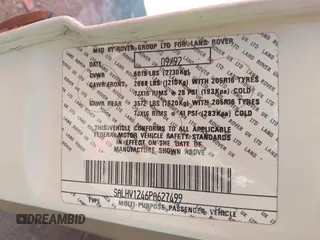 MFD BY ROVER GROUP LTD FOR LAND ROVER
DATE 09/92
GVWR 6019 LBS (2730Kg)
GAWR FRONT 2668 LBS (1210Kg) WITH 205R16 TYRES
7JX16 RIMS @ 28 PSI (193Kpa) COLD
GAWR REAR 3572 LBS (1620Kg) WITH 205R16 TYRES
7JX16 RIMS @ 41 PSI (283Kpa) COLD
THIS VEHICLE CONFORMS TO ALL APPLICABLE
FEDERAL MOTOR VEHICLE SAFETY STANDARDS
IN EFFECT ON THE DATE OF MANUFACTURE
SHOWN ABOVE
SALHV1246PA627499
TYPE MULTI-PURPOSE PASSENGER VEHICLE
DREAMBID